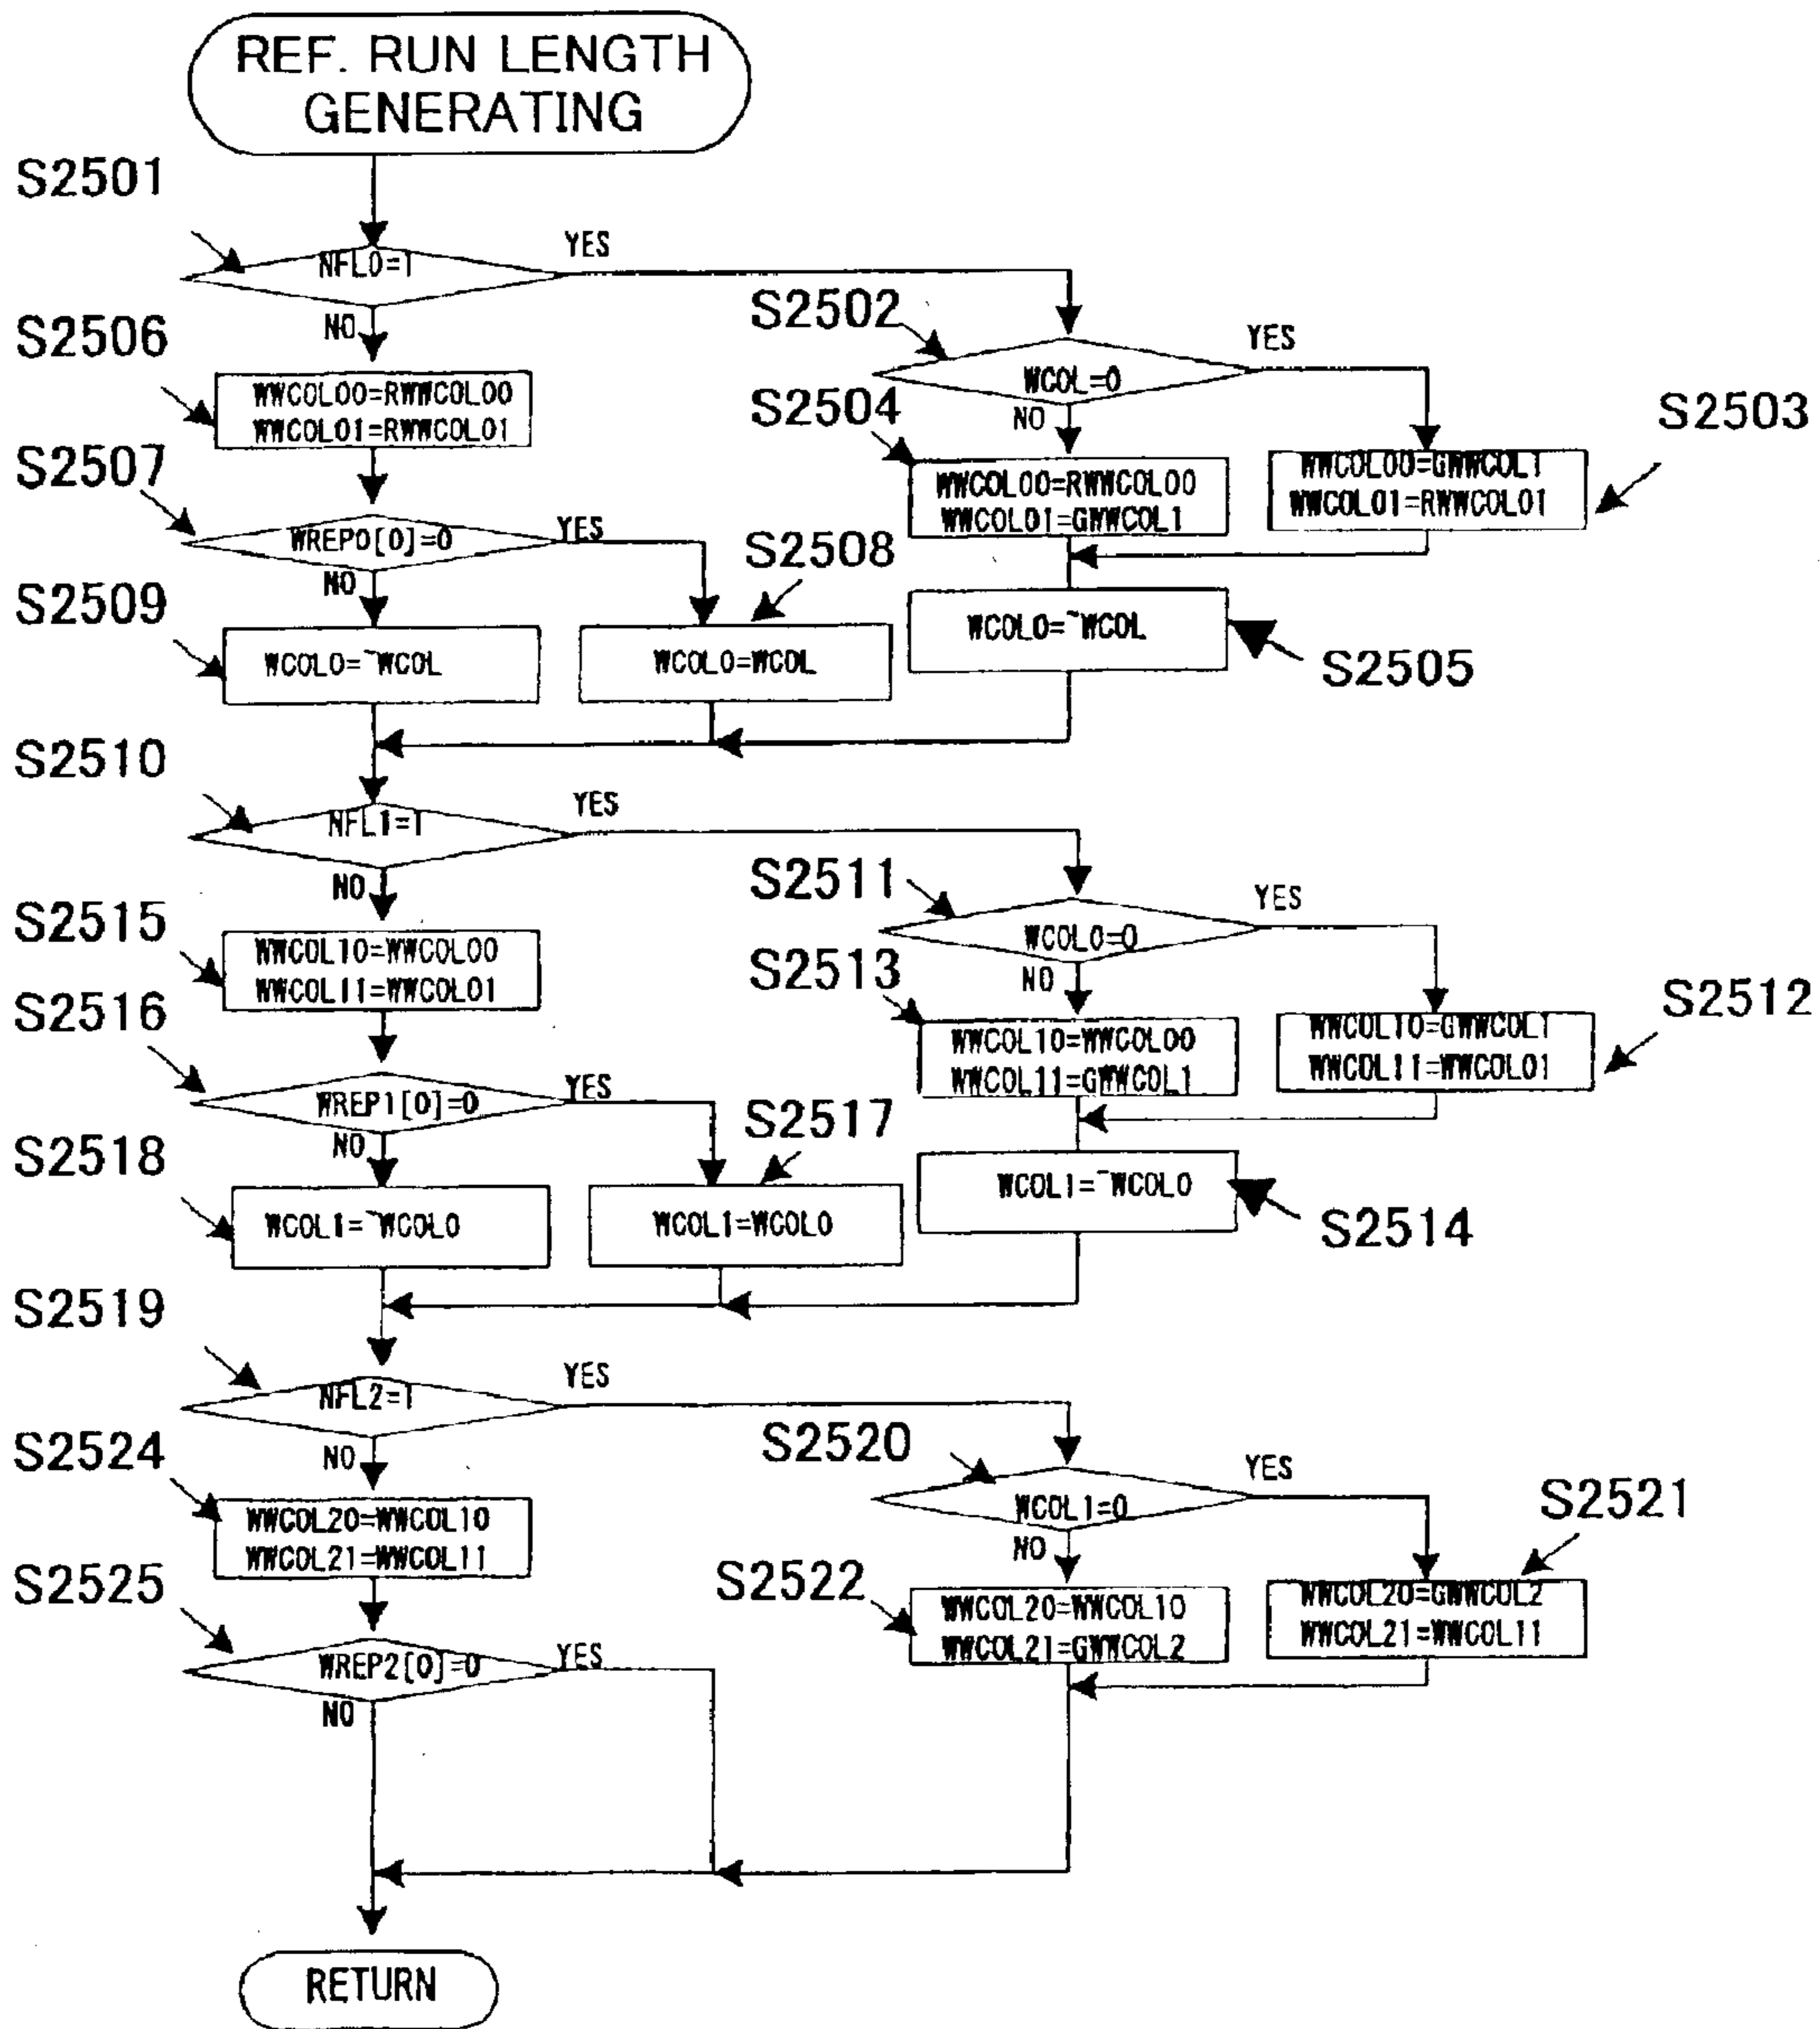 REF. RUN LENGTH
GENERATING
S2501
NFL0=1
YES
NO
S2502
WCOL=0
YES
NO
S2503
WWCOL00=GWWCOL1
WWCOL01=RWWCOL01
S2504
WWCOL00=RWWCOL00
WWCOL01=GWWCOL1
S2505
WCOL0=~WCOL
S2506
WWCOL00=RWWCOL00
WWCOL01=RWWCOL01
S2507
WREP0[0]=0
YES
NO
S2508
WCOL0=WCOL
S2509
WCOL0=~WCOL
S2510
NFL1=1
YES
NO
S2511
WCOL0=0
YES
NO
S2512
WWCOL10=GWWCOL1
WWCOL11=WWCOL01
S2513
WWCOL10=WWCOL00
WWCOL11=GWWCOL1
S2514
WCOL1=~WCOL0
S2515
WWCOL10=WWCOL00
WWCOL11=WWCOL01
S2516
WREP1[0]=0
YES
NO
S2517
WCOL1=WCOL0
S2518
WCOL1=~WCOL0
S2519
NFL2=1
YES
NO
S2520
WCOL1=0
YES
NO
S2521
WWCOL20=GWWCOL2
WWCOL21=WWCOL11
S2522
WWCOL20=WWCOL10
WWCOL21=GWWCOL2
S2524
WWCOL20=WWCOL10
WWCOL21=WWCOL11
S2525
WREP2[0]=0
YES
NO
RETURN